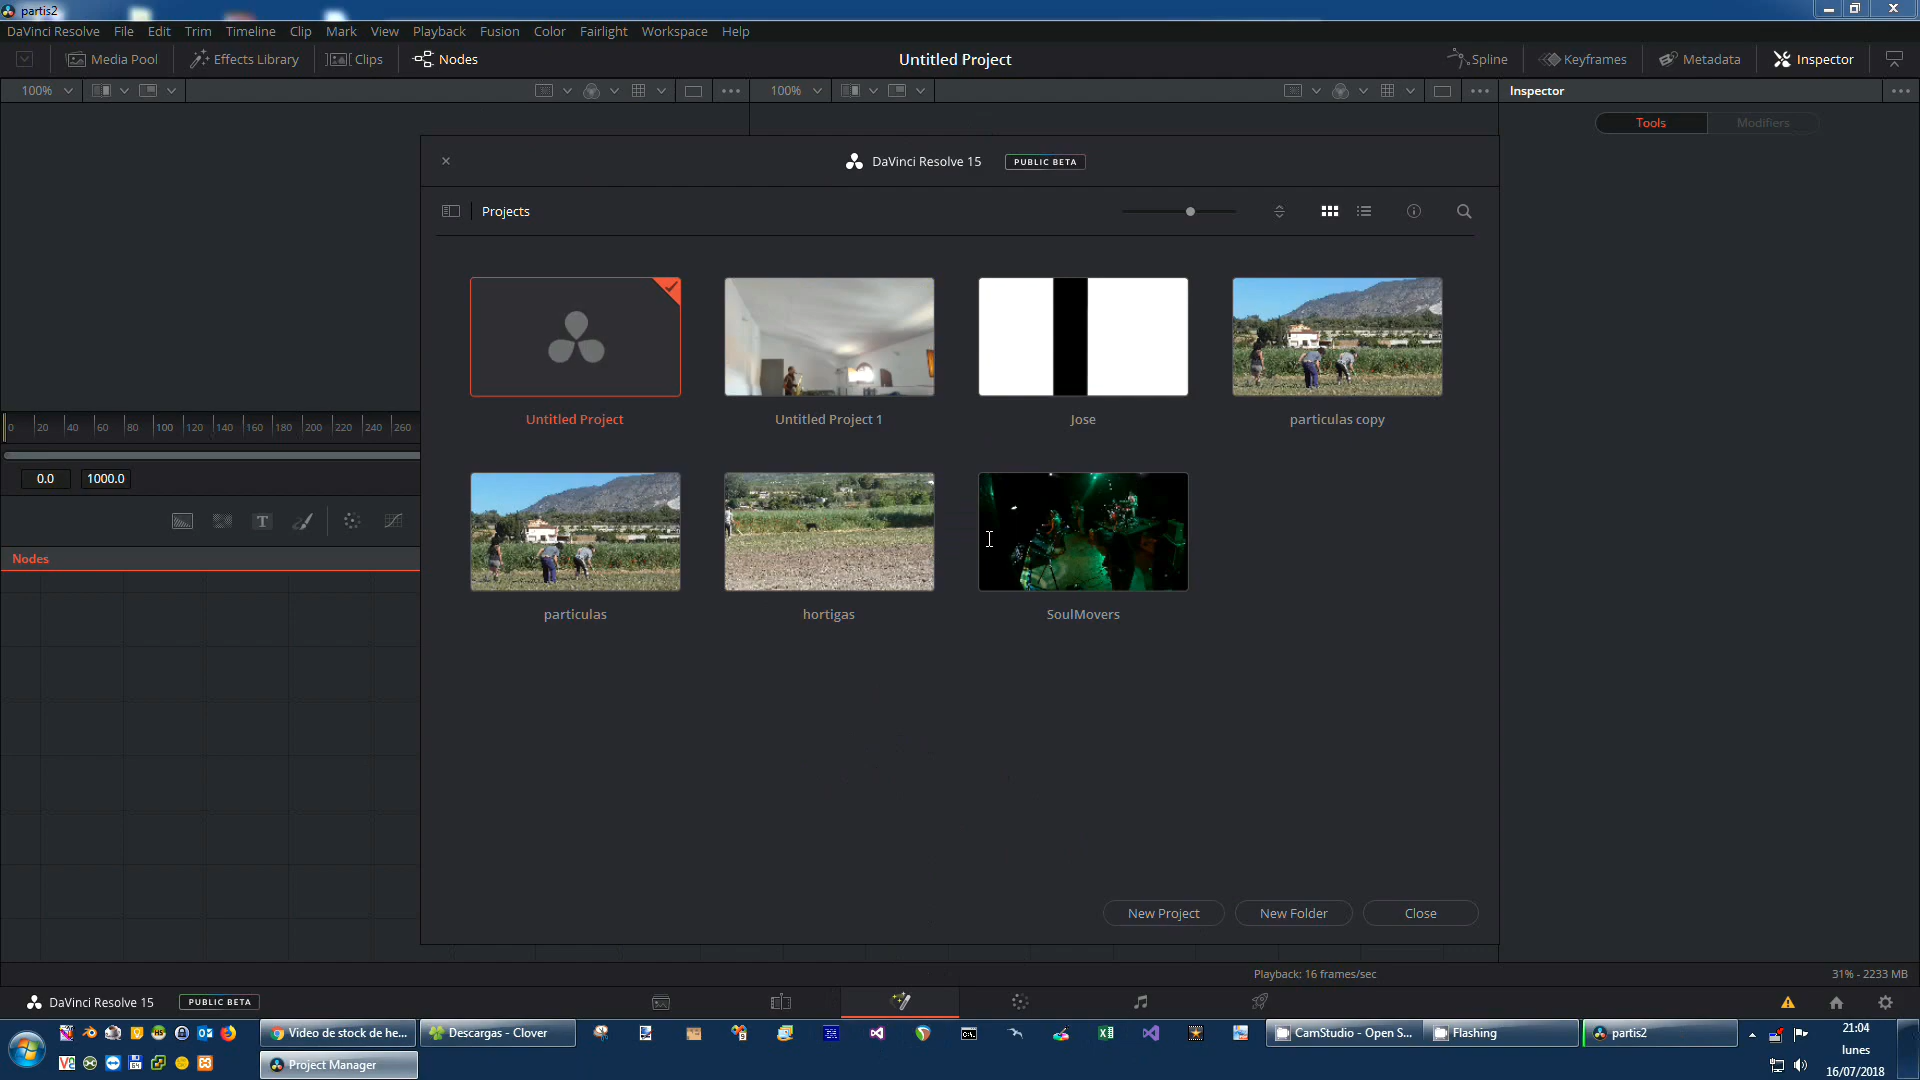 partis2
DaVinci Resolve File Edit Trim Timeline Clip Mark View Playback Fusion Color Fairlight Workspace Help
Media Pool Effects Library Clips Nodes Untitled Project Spline Keyframes Metadata Inspector
100% 100% Inspector
Tools Modifiers
DaVinci Resolve 15 PUBLIC BETA
Projects
Untitled Project Untitled Project 1 Jose particulas copy
0 20 40 60 80 100 120 140 160 180 200 220 240 260
0.0 1000.0
T
Nodes
particulas hortigas SoulMovers
New Project New Folder Close
Playback: 16 frames/sec 31% - 2233 MB
DaVinci Resolve 15 PUBLIC BETA
Video de stock de he... Descargas - Clover CamStudio - Open S... Flashing partis2 21:04
lunes
Project Manager 16/07/2018